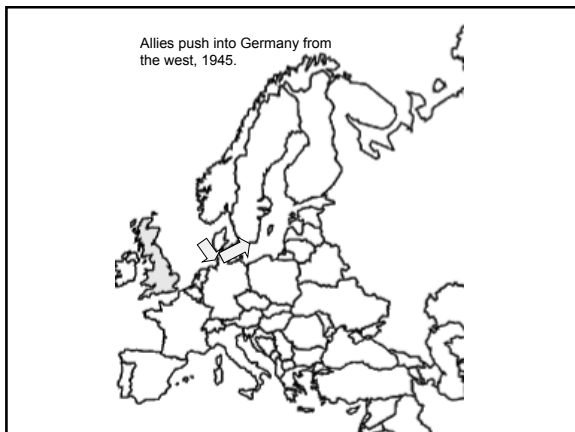 Allies push into Germany from
the west, 1945.